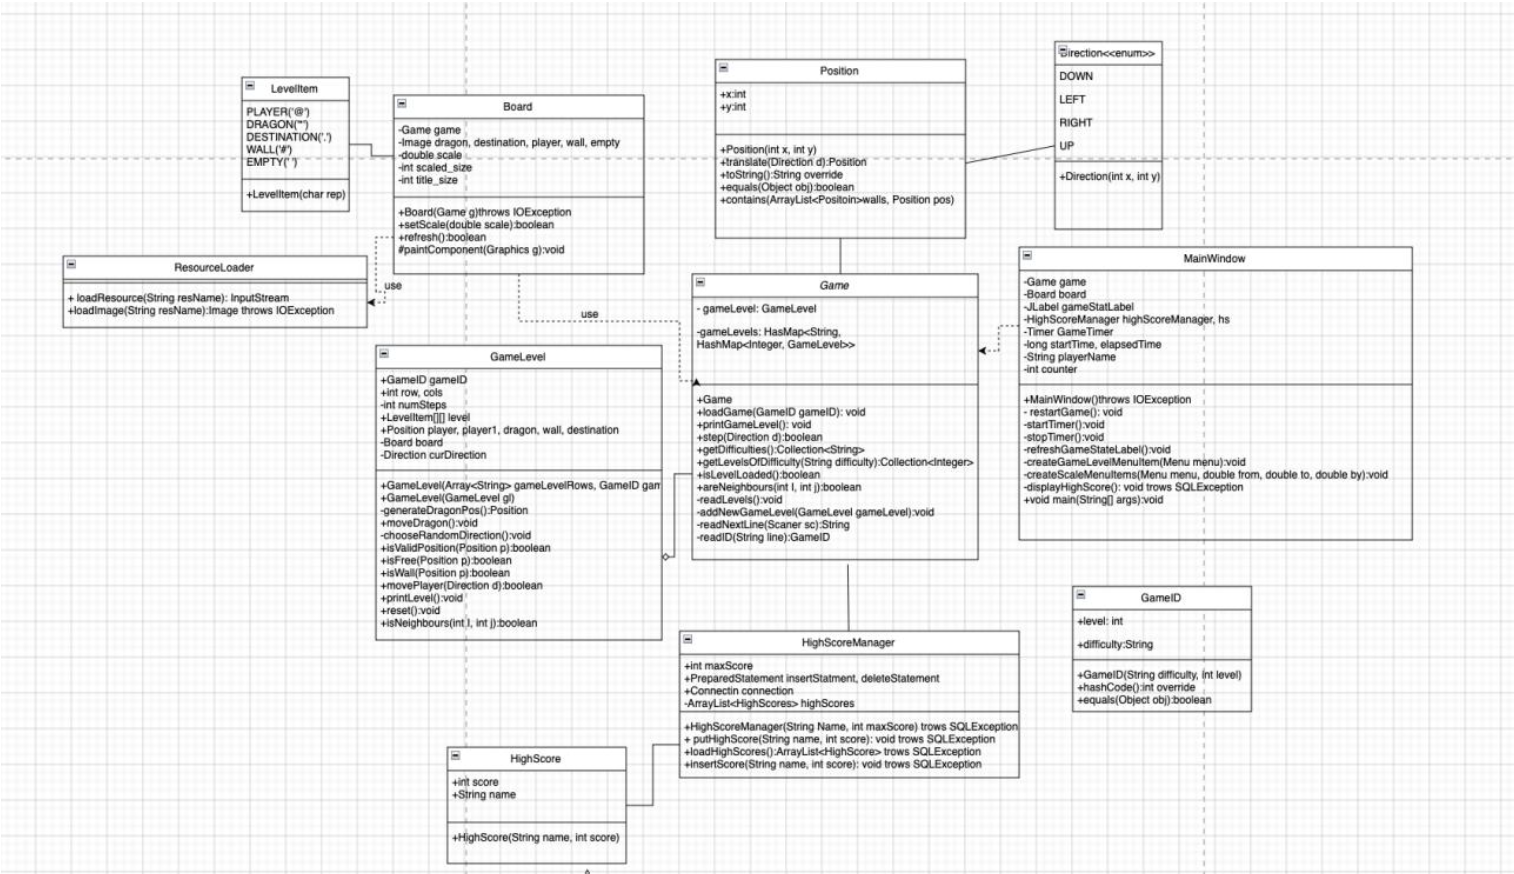 LevelItem
PLAYER('@')
DRAGON('*')
DESTINATION('.')
WALL('#')
EMPTY(' ')
+LevelItem(char rep)
Board
-Game game
-Image dragon, destination, player, wall, empty
-double scale
-int scaled_size
-int title_size
+Board(Game g)throws IOException
+setScale(double scale):boolean
+refresh():boolean
#paintComponent(Graphics g):void
Position
+x:int
+y:int
+Position(int x, int y)
+translate(Direction d):Position
+toString():String override
+equals(Object obj):boolean
+contains(ArrayList<Positoin>walls, Position pos)
Direction<<enum>>
DOWN
LEFT
RIGHT
UP
+Direction(int x, int y)
ResourceLoader
+ loadResource(String resName): InputStream
+loadImage(String resName):Image throws IOException
use
use
Game
- gameLevel: GameLevel
-gameLevels: HasMap<String,
HashMap<Integer, GameLevel>>
+Game
+loadGame(GameID gameID): void
+printGameLevel(): void
+step(Direction d):boolean
+getDifficulties():Collection<String>
+getLevelsOfDifficulty(String difficulty):Collection<Integer>
+isLevelLoaded():boolean
+areNeighbours(int I, int j):boolean
-readLevels():void
-addNewGameLevel(GameLevel gameLevel):void
-readNextLine(Scaner sc):String
-readID(String line):GameID
MainWindow
-Game game
-Board board
-JLabel gameStatLabel
-HighScoreManager highScoreManager, hs
-Timer GameTimer
-long startTime, elapsedTime
-String playerName
-int counter
+MainWindow()throws IOException
- restartGame(): void
-startTimer():void
-stopTimer():void
-refreshGameStateLabel():void
-createGameLevelMenuItem(Menu menu):void
-createScaleMenuItems(Menu menu, double from, double to, double by):void
-displayHighScore(): void trows SQLException
+void main(String[] args):void
GameLevel
+GameID gameID
+int row, cols
-int numSteps
+LevelItem[][] level
+Position player, player1, dragon, wall, destination
-Board board
-Direction curDirection
+GameLevel(Array<String> gameLevelRows, GameID gam
+GameLevel(GameLevel gl)
-generateDragonPos():Position
+moveDragon():void
-chooseRandomDirection():void
+isValidPosition(Position p):boolean
+isFree(Position p):boolean
+isWall(Position p):boolean
+movePlayer(Direction d):boolean
+printLevel():void
+reset():void
+isNeighbours(int I, int j):boolean
GameID
+level: int
+difficulty:String
+GameID(String difficulty, int level)
+hashCode():int override
+equals(Object obj):boolean
HighScoreManager
+int maxScore
+PreparedStatement insertStatment, deleteStatement
+Connectin connection
-ArrayList<HighScores> highScores
+HighScoreManager(String Name, int maxScore) trows SQLException
+ putHighScore(String name, int score): void trows SQLException
+loadHighScores():ArrayList<HighScore> trows SQLException
+insertScore(String name, int score): void trows SQLException
HighScore
+int score
+String name
+HighScore(String name, int score)